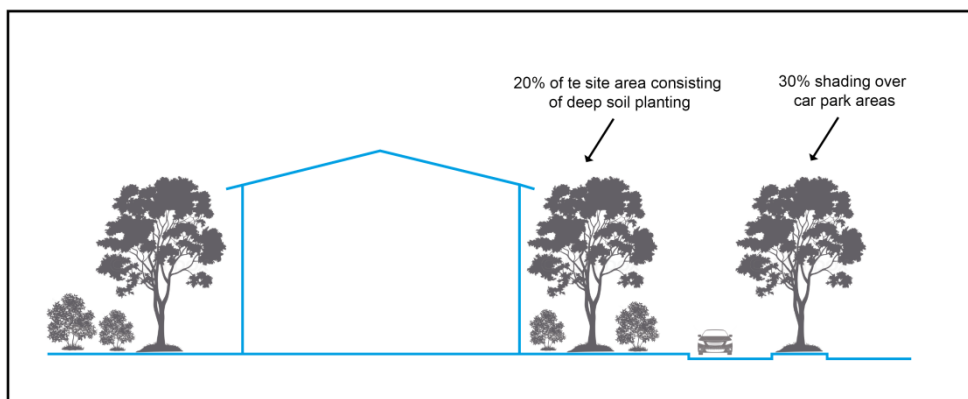 20% of te site area consisting
of deep soil planting
30% shading over
car park areas